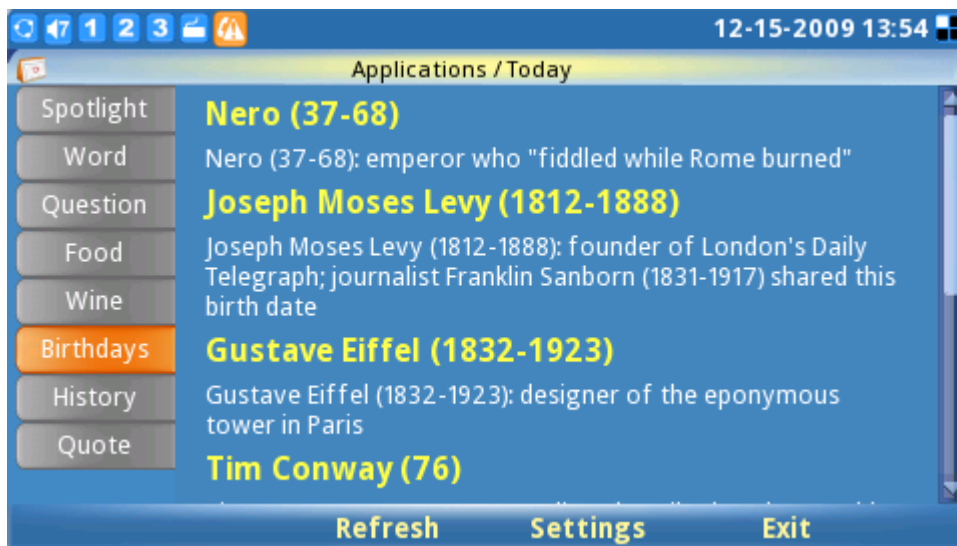 47 1 2 3 12-15-2009 13:54
Applications / Today
Spotlight
Word
Question
Food
Wine
Birthdays
History
Quote
Nero (37-68)
Nero (37-68): emperor who "fiddled while Rome burned"
Joseph Moses Levy (1812-1888)
Joseph Moses Levy (1812-1888): founder of London's Daily
Telegraph; journalist Franklin Sanborn (1831-1917) shared this
birth date
Gustave Eiffel (1832-1923)
Gustave Eiffel (1832-1923): designer of the eponymous
tower in Paris
Tim Conway (76)
Refresh Settings Exit